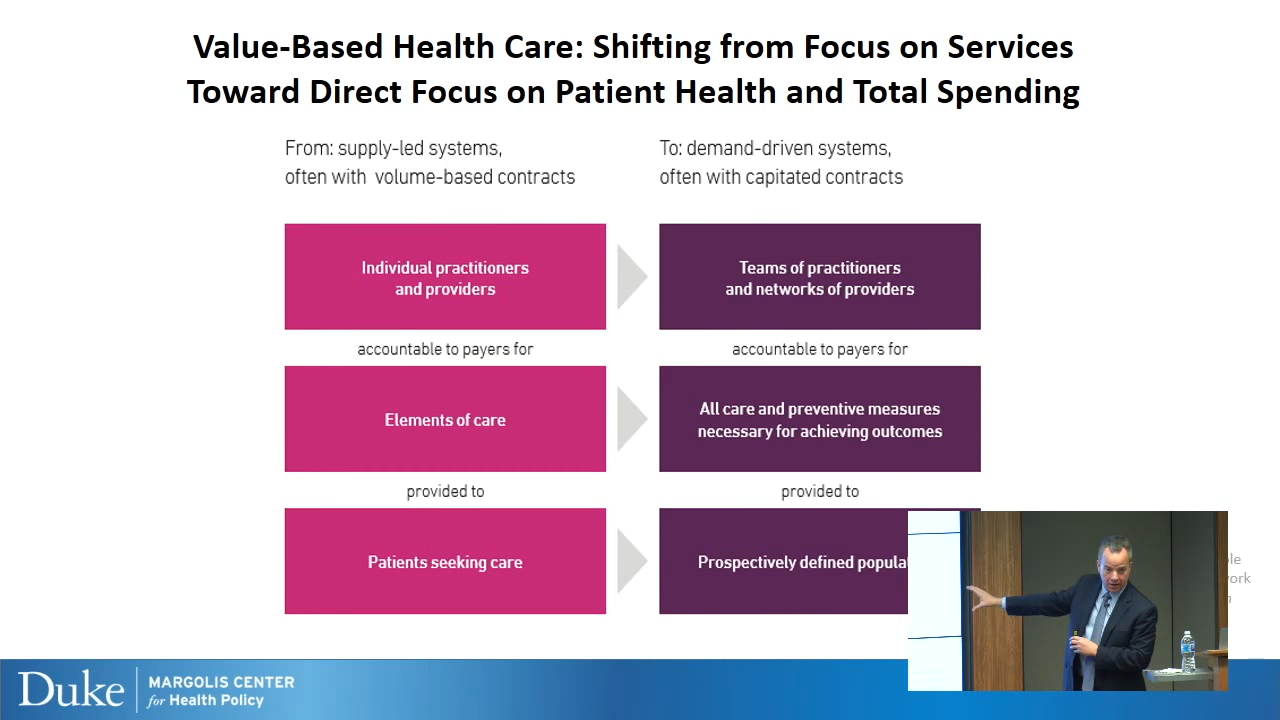 Value-Based Health Care: Shifting from Focus on Services
Toward Direct Focus on Patient Health and Total Spending
From: supply-led systems,
often with volume-based contracts
To: demand-driven systems,
often with capitated contracts
Individual practitioners
and providers
Teams of practitioners
and networks of providers
accountable to payers for
accountable to payers for
Elements of care
All care and preventive measures
necessary for achieving outcomes
provided to
provided to
Patients seeking care
Prospectively defined
Duke
MARGOLIS CENTER
for Health Policy